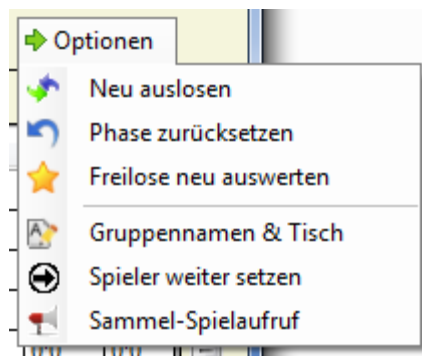 Optionen
Neu auslosen
Phase zurücksetzen
Freilose neu auswerten
Gruppennamen & Tisch
Spieler weiter setzen
Sammel-Spielaufruf